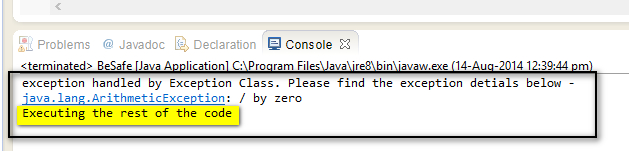 Problems @ Javadoc Declaration Console
<terminated> BeSafe [Java Application] C:\Program Files\Java\jre8\bin\javaw.exe (14-Aug-2014 12:39:44 pm)
exception handled by Exception Class. Please find the exception detials below -
java.lang.ArithmeticException: / by zero
Executing the rest of the code